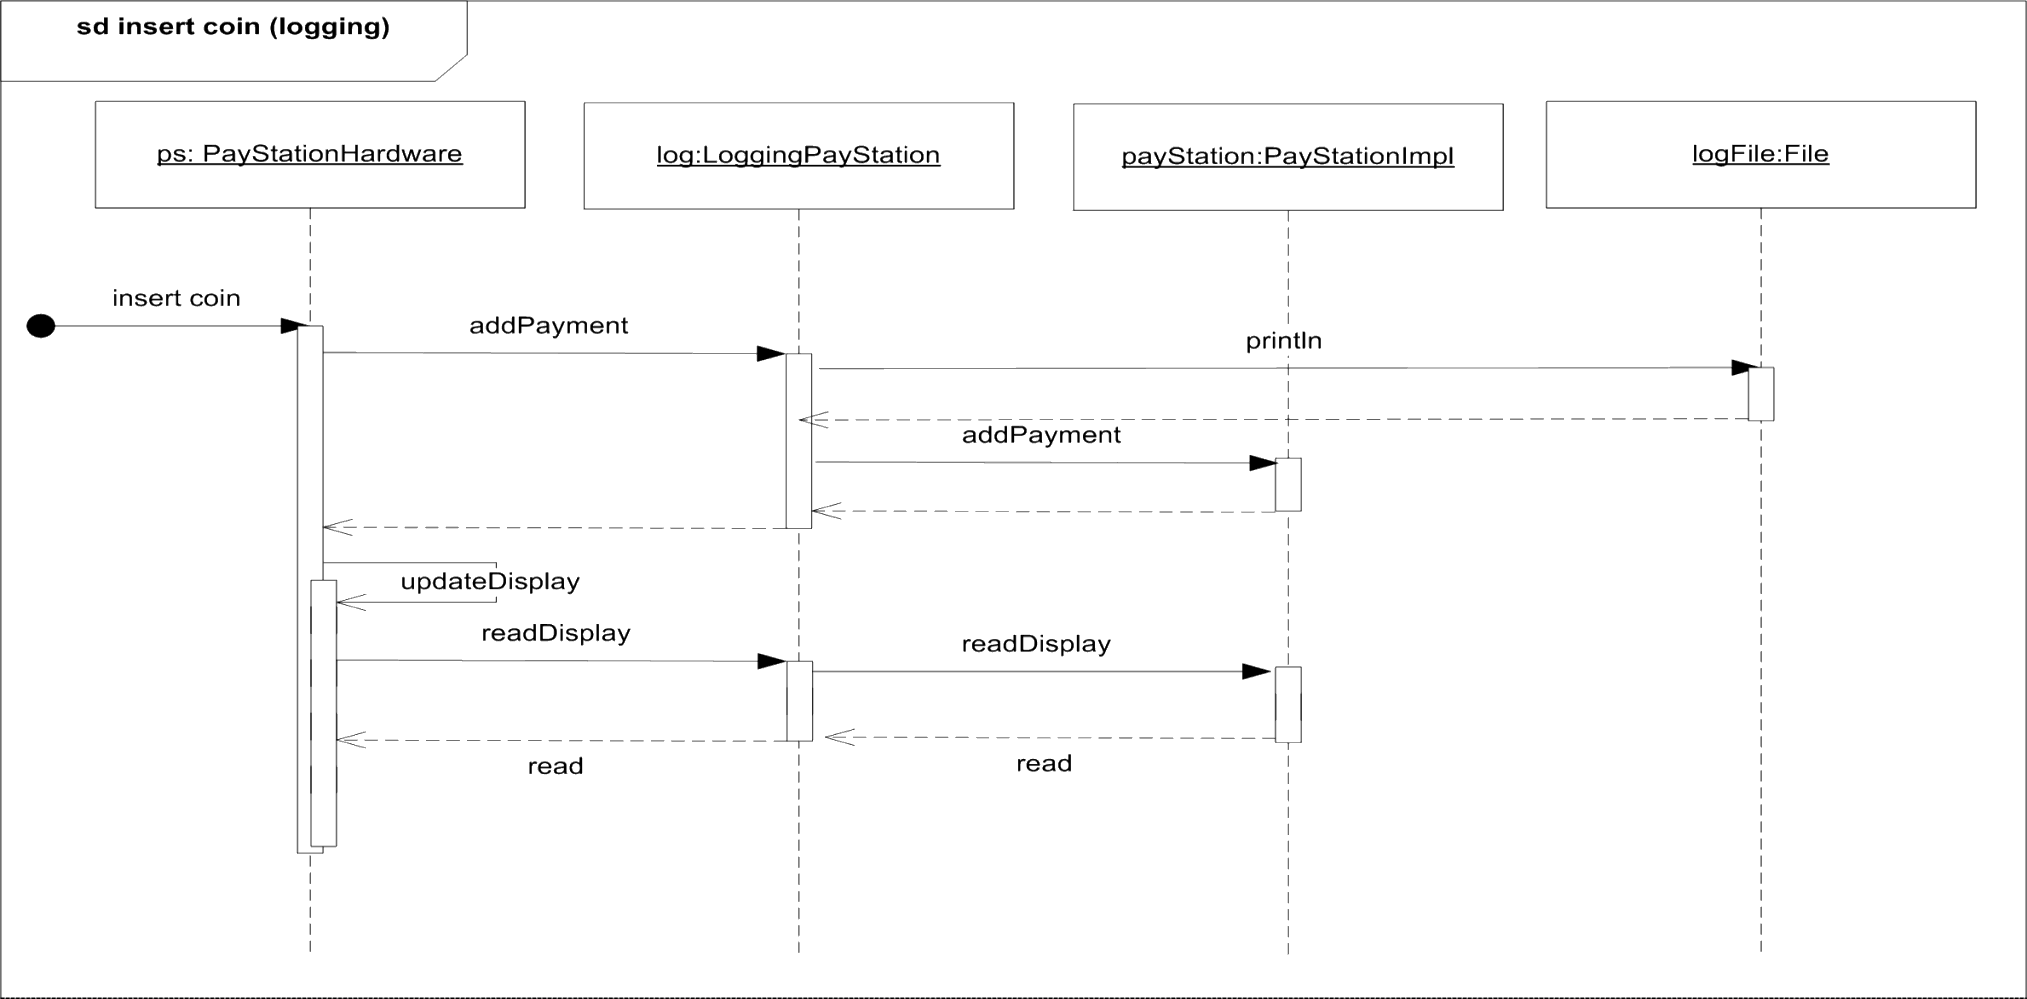 sd insert coin (logging)
ps: PayStationHardware
log:LoggingPayStation
payStation:PayStationImpl
logFile:File
insert coin
addPayment
println
addPayment
updateDisplay
readDisplay
readDisplay
read
read